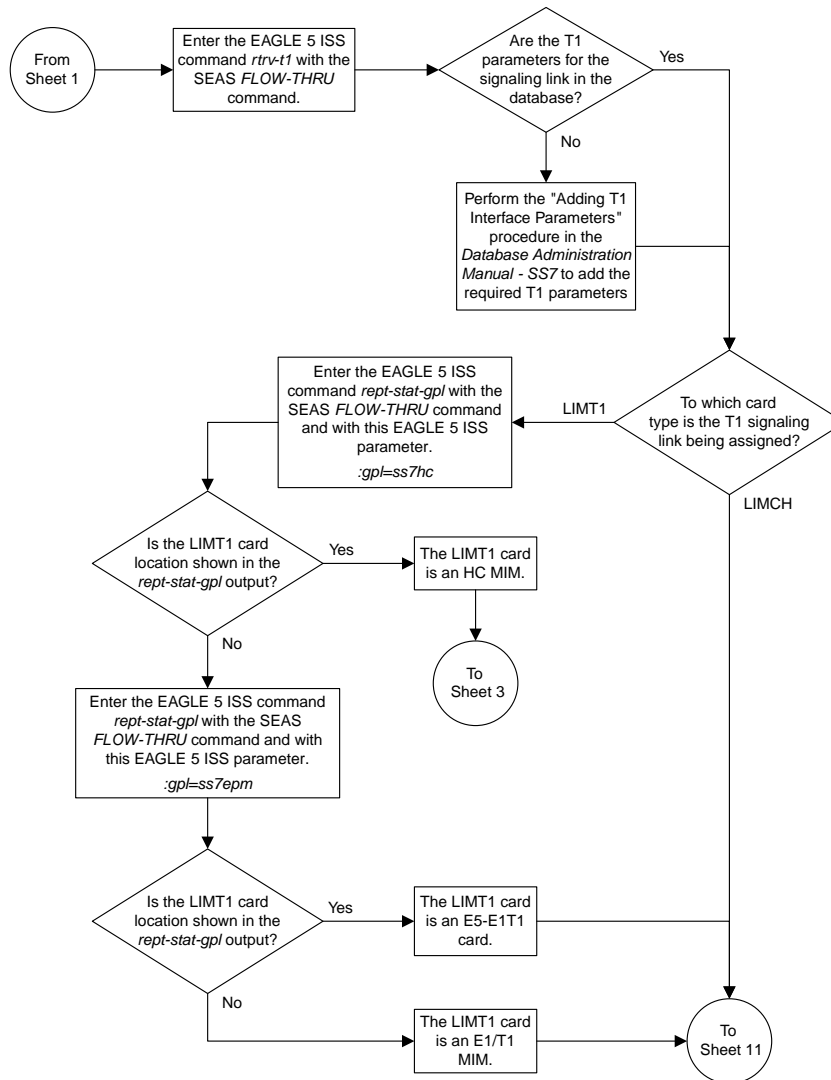 From
Sheet 1
Enter the EAGLE 5 ISS
command rtrv-t1 with the
SEAS FLOW-THRU
command.
Are the T1
parameters for the
signaling link in the
database?
Yes
No
Perform the "Adding T1
Interface Parameters"
procedure in the
Database Administration
Manual - SS7 to add the
required T1 parameters
To which card
type is the T1 signaling
link being assigned?
LIMT1
LIMCH
Enter the EAGLE 5 ISS
command rept-stat-gpl with the
SEAS FLOW-THRU command
and with this EAGLE 5 ISS
parameter.
:gpl=ss7hc
Is the LIMT1 card
location shown in the
rept-stat-gpl output?
Yes
The LIMT1 card
is an HC MIM.
To
Sheet 3
No
Enter the EAGLE 5 ISS command
rept-stat-gpl with the SEAS
FLOW-THRU command and with
this EAGLE 5 ISS parameter.
:gpl=ss7epm
Is the LIMT1 card
location shown in the
rept-stat-gpl output?
Yes
The LIMT1 card
is an E5-E1T1
card.
No
The LIMT1 card
is an E1/T1
MIM.
To
Sheet 11